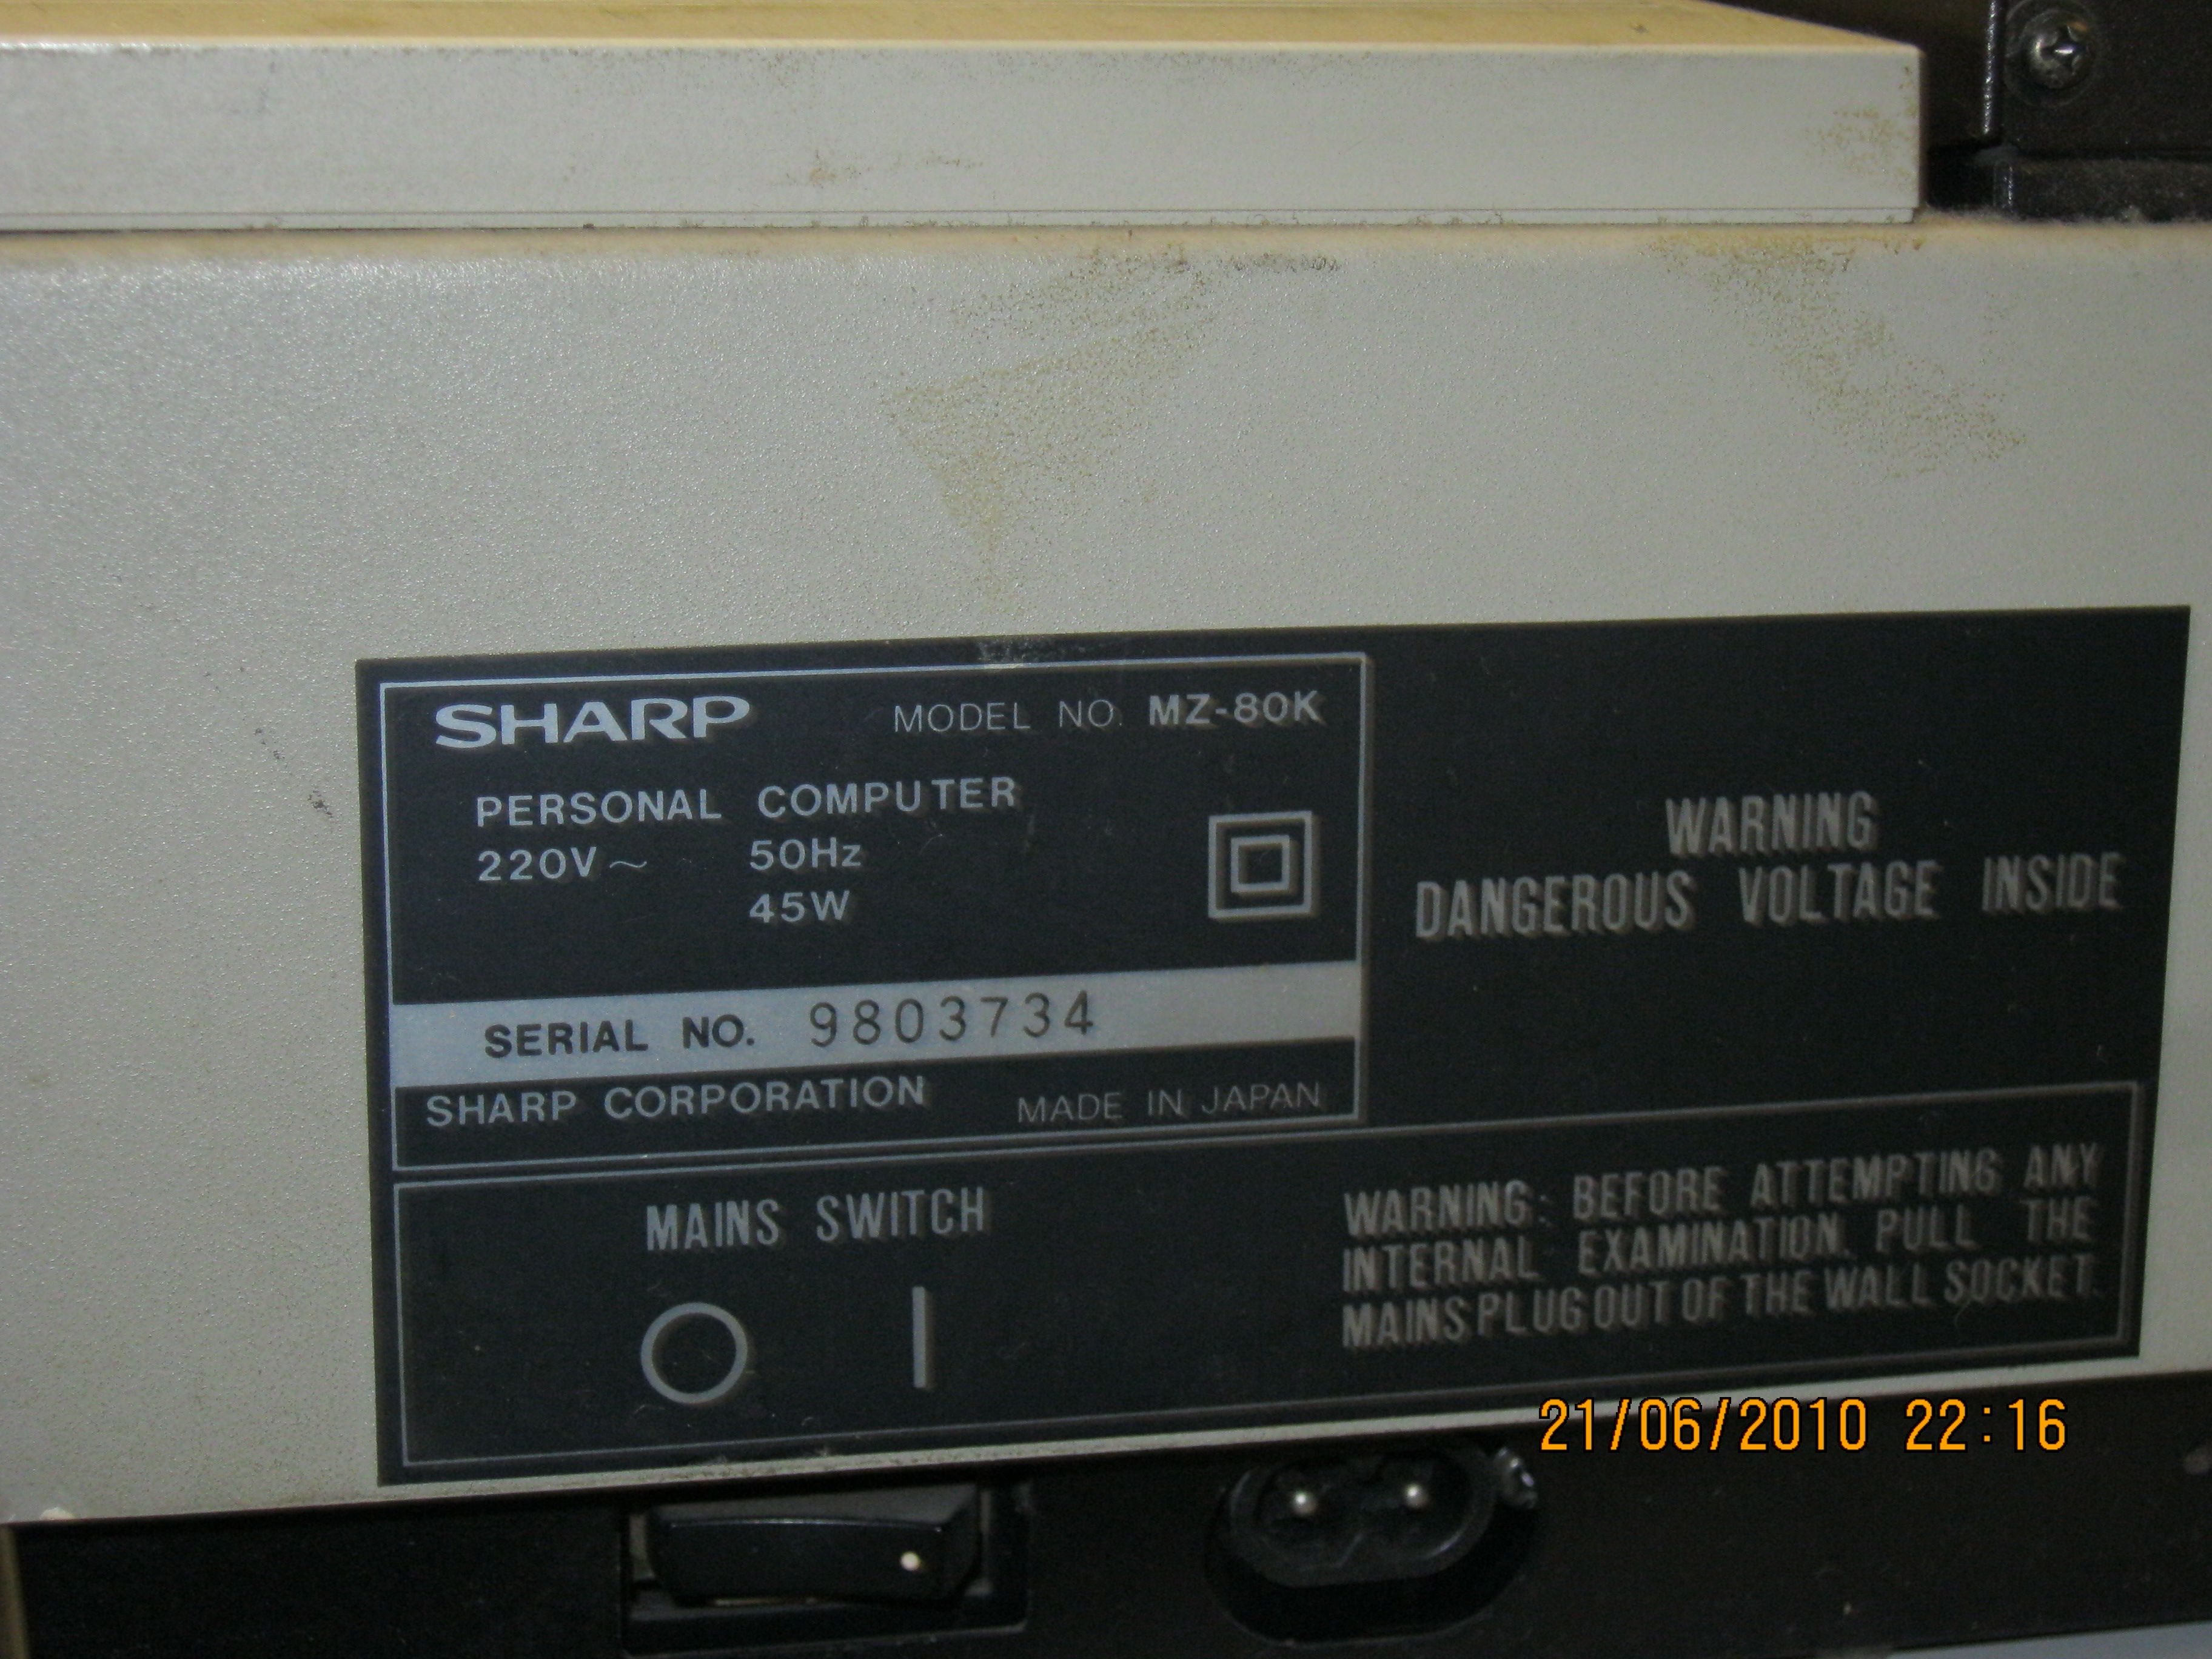 SHARP MODEL NO. MZ-80K
PERSONAL COMPUTER
220V~ 50Hz
45W
SERIAL NO. 9803734
SHARP CORPORATION MADE IN JAPAN
WARNING
DANGEROUS VOLTAGE INSIDE
MAINS SWITCH
O I
WARNING: BEFORE ATTEMPTING ANY
INTERNAL EXAMINATION, PULL THE
MAINS PLUG OUT OF THE WALL SOCKET.
21/06/2010 22:16